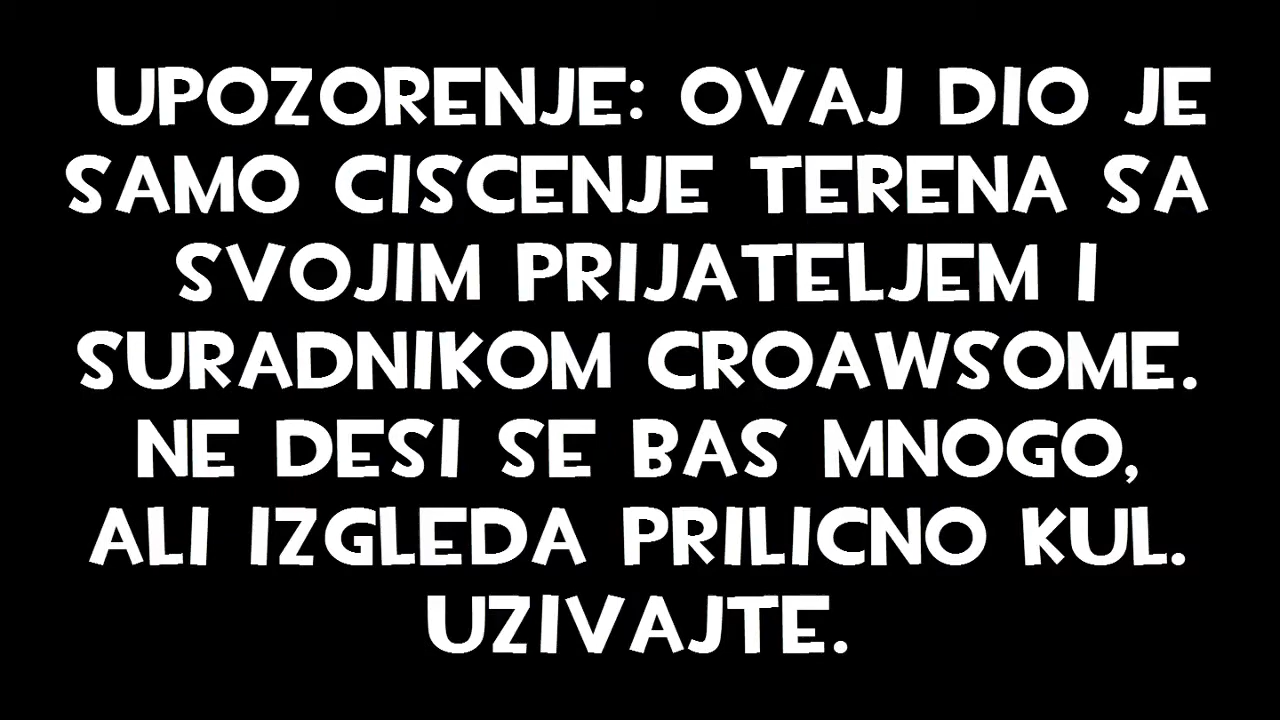 UPOZORENJE: OVAJ DIO JE
SAMO CISCENJE TERENA SA
SVOJIM PRIJATELJEM I
SURADNIKOM CROAWSOME.
NE DESI SE BAS MNOGO,
ALI IZGLEDA PRILICNO KUL.
UZIVAJTE.